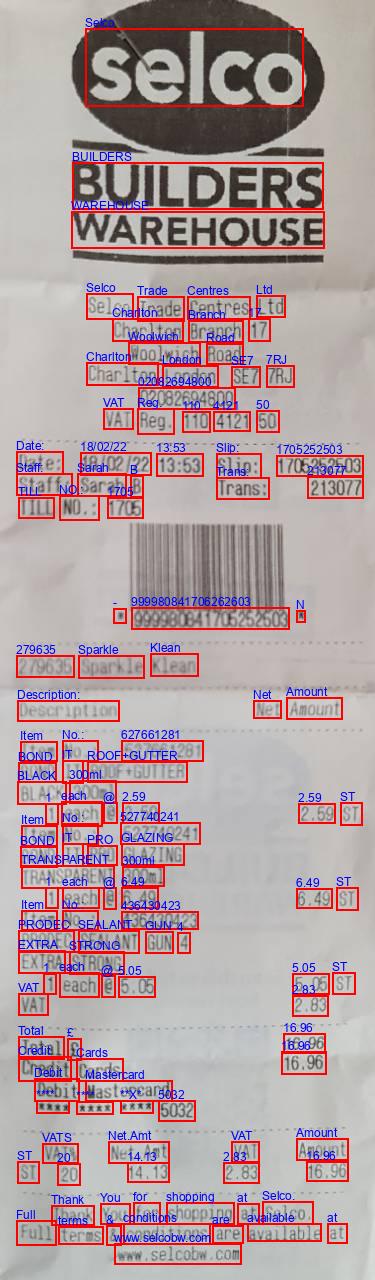 selco
BUILDERS
WAREHOUSE
Selco Trade Centres Ltd
Charlton Branch 17
Woolwich Road
Charlton London SE7 7RJ
02082694800
VAT Reg. 110 4121 50
Date: 18/02/22 13:53 Slip: 1705252503
Staff: Sarah B Trans: 213077
TILL NO.: 1705
* 999980841705252503 *
279635 Sparkle Klean
Description: Net Amount
Item No.: 527661281
BOND IT ROOF+GUTTER
BLACK 300ml
1 each @ 2.59 2.59 ST
Item No.: 527740241
BOND IT PRO GLAZING
TRANSPARENT 300ml
1 each @ 6.49 6.49 ST
Item No.: 436430423
PRODEC SEALANT GUN 4
EXTRA STRONG
1 each @ 5.05 5.05 ST
VAT 2.83
Total £ 16.96
Credit Cards 16.96
Debit Mastercard
**** **** **** 5032
VAT% Net.Amt VAT Amount
ST 20 14.13 2.83 16.96
Thank You for shopping at Selco.
Full terms & conditions are available at
www.selcobw.com